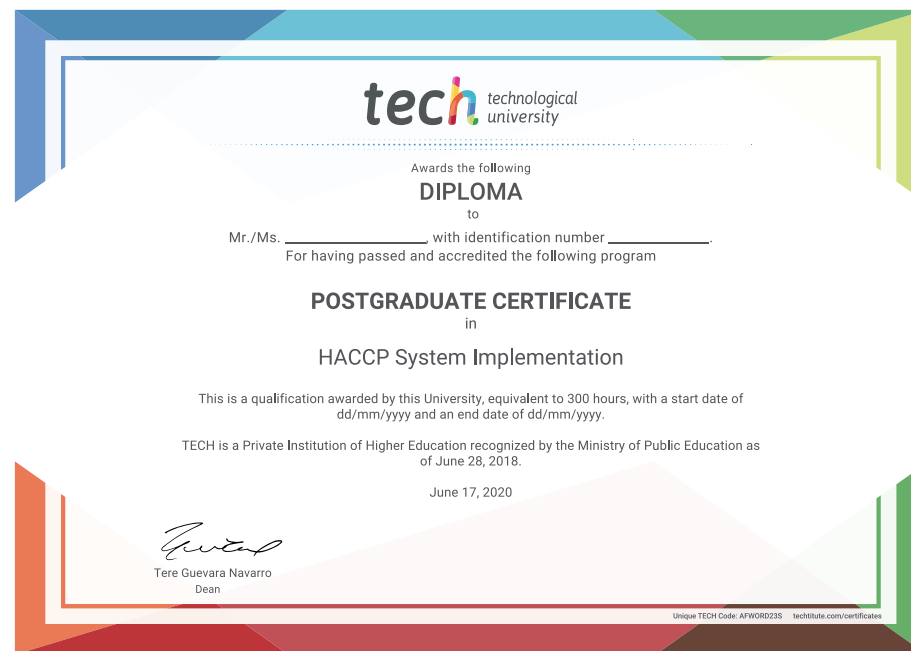 tech technological
university
Awards the following
DIPLOMA
to
Mr./Ms. ____________, with identification number ____________.
For having passed and accredited the following program
POSTGRADUATE CERTIFICATE
in
HACCP System Implementation
This is a qualification awarded by this University, equivalent to 300 hours, with a start date of
dd/mm/yyyy and an end date of dd/mm/yyyy.
TECH is a Private Institution of Higher Education recognized by the Ministry of Public Education as
of June 28, 2018.
June 17, 2020
Tere Guevara Navarro
Dean
Unique TECH Code: AFWORD23S techtitute.com/certificates